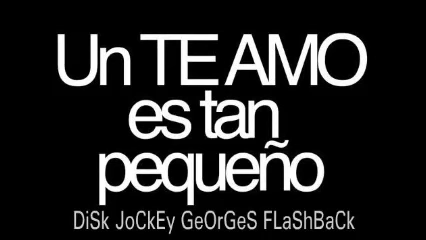 Un TE AMO
es tan
pequeño
DiSk JoCkEy GeOrGeS FLaShBaCk